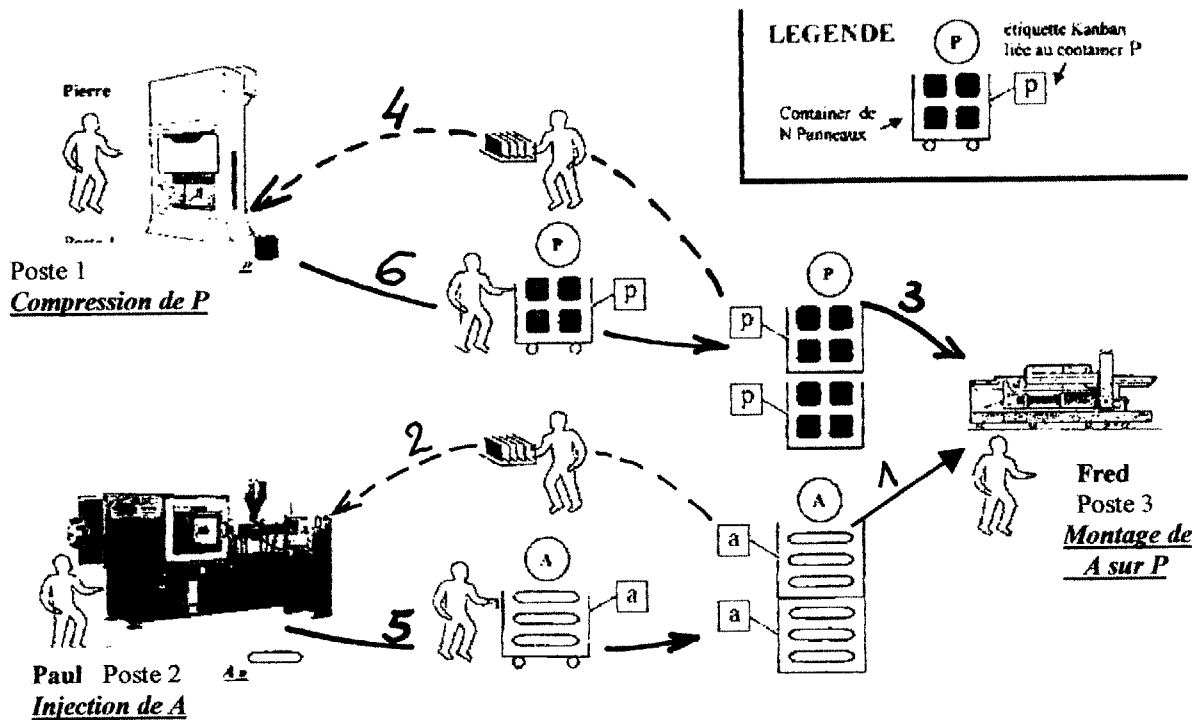 LEGENDE
P
étiquette Kanban
liée au container P
p
Container de
N Panneaux
Pierre
4
Poste 1
Compression de P
6
P
p
P
3
p
p
2
1
Fred
Poste 3
Montage de
A sur P
A
a
a
A
a
5
Paul Poste 2
Injection de A